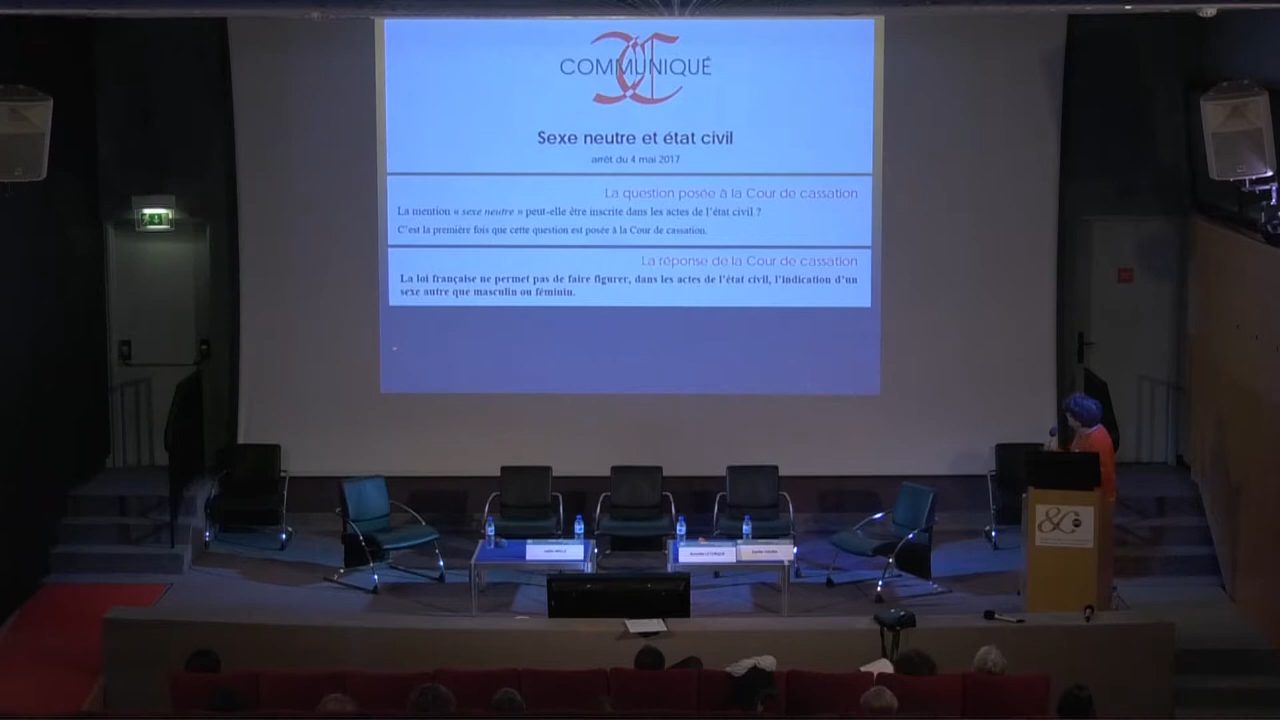 COMMUNIQUÉ
Sexe neutre et état civil
arrêt du 4 mai 2017
La question posée à la Cour de cassation
La mention « sexe neutre » peut-elle être inscrite dans les actes de l'état civil ?
C'est la première fois que cette question est posée à la Cour de cassation.
La réponse de la Cour de cassation
La loi française ne permet pas de faire figurer, dans les actes de l'état civil, l'indication d'un
sexe autre que masculin ou féminin.